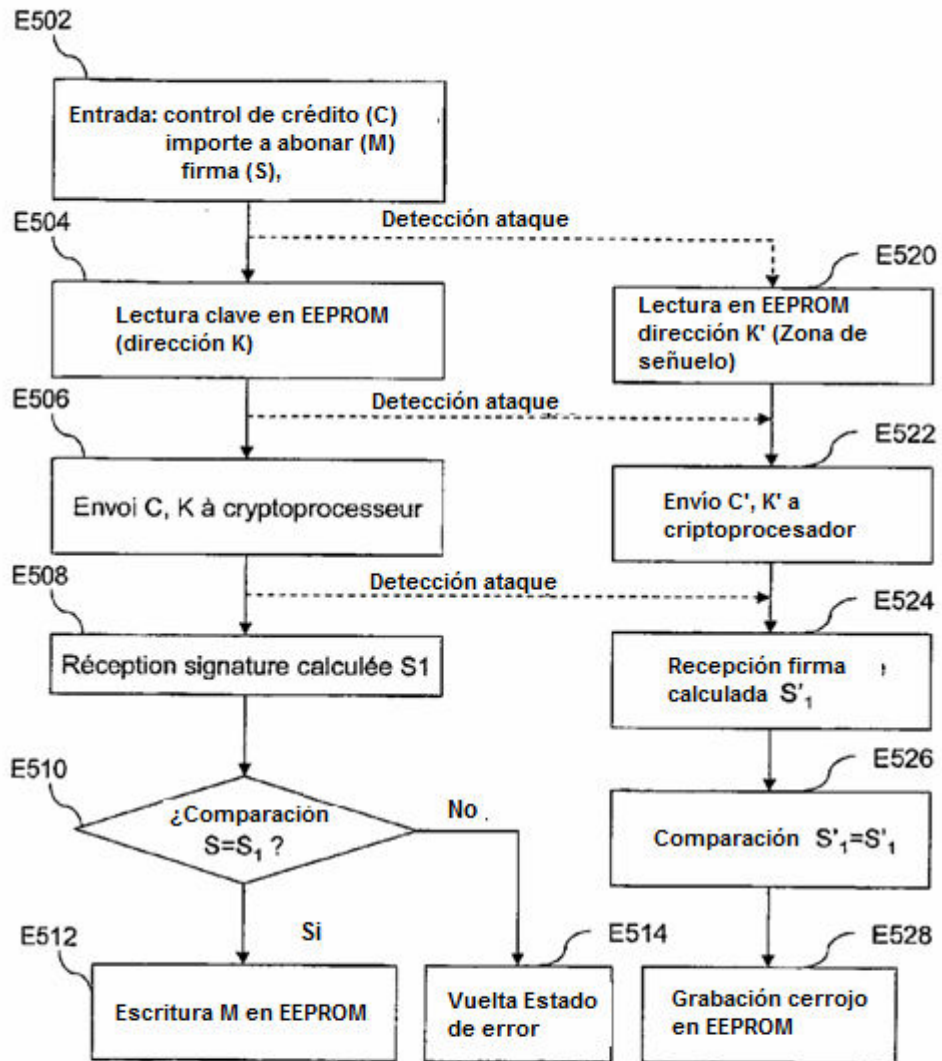 E502
Entrada: control de crédito (C)
importe a abonar (M)
firma (S),
E504
Detección ataque
E520
Lectura clave en EEPROM
(dirección K)
Lectura en EEPROM
dirección K' (Zona de
señuelo)
E506
Detección ataque
E522
Envoi C, K à cryptoprocesseur
Envío C', K' a
criptoprocesador
E508
Detección ataque
E524
Réception signature calculée S1
Recepción firma
calculada S'₁
E510
E526
¿Comparación
S=S₁ ?
No
Comparación S'₁=S'₁
E512
Si
E514
E528
Escritura M en EEPROM
Vuelta Estado
de error
Grabación cerrojo
en EEPROM